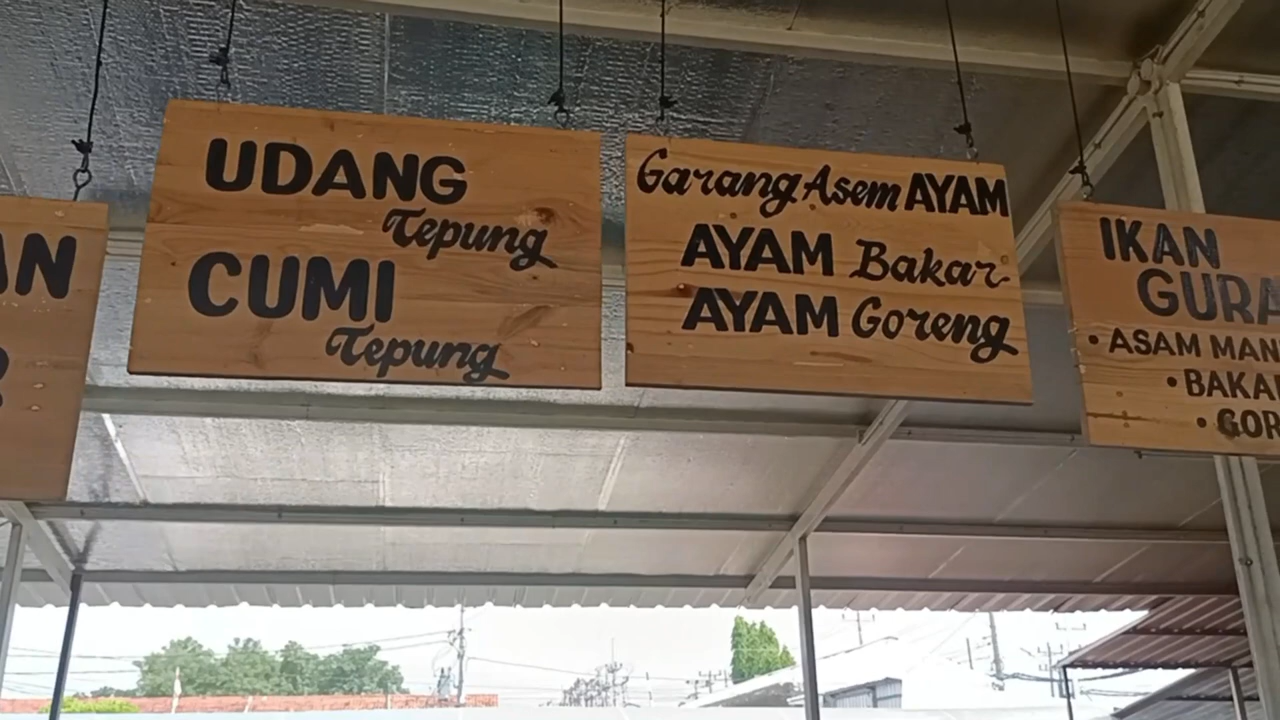 UDANG
Tepung
CUMI
Tepung
Garang Asem AYAM
AYAM Bakar
AYAM Goreng
IKAN